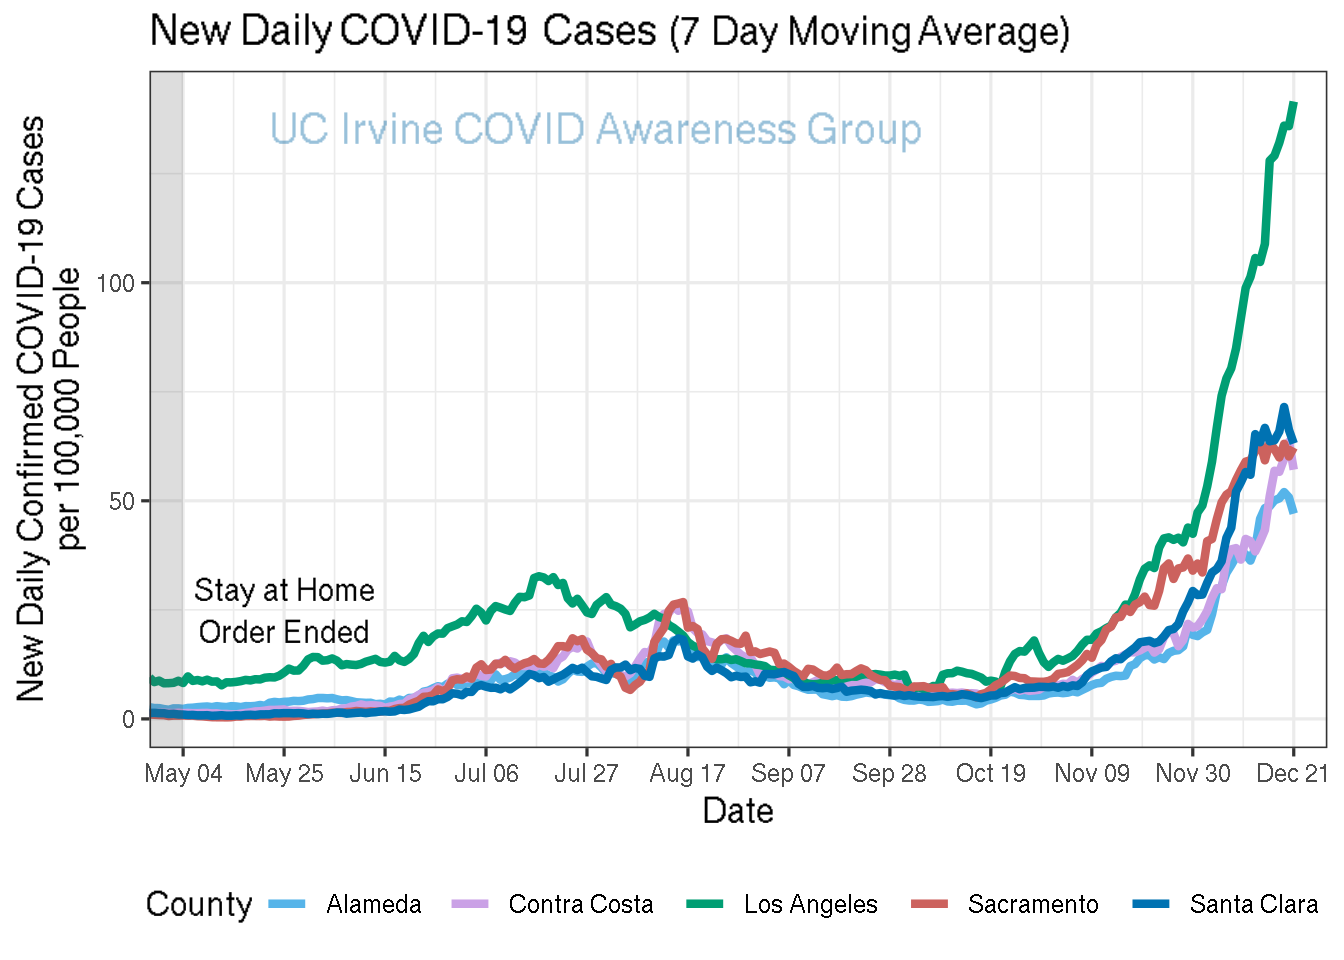 New Daily COVID-19 Cases (7 Day Moving Average)
UC Irvine COVID Awareness Group
New Daily Confirmed COVID-19 Cases
per 100,000 People
100
50
0
Stay at Home
Order Ended
May 04 May 25 Jun 15 Jul 06 Jul 27 Aug 17 Sep 07 Sep 28 Oct 19 Nov 09 Nov 30 Dec 21
Date
County Alameda Contra Costa Los Angeles Sacramento Santa Clara